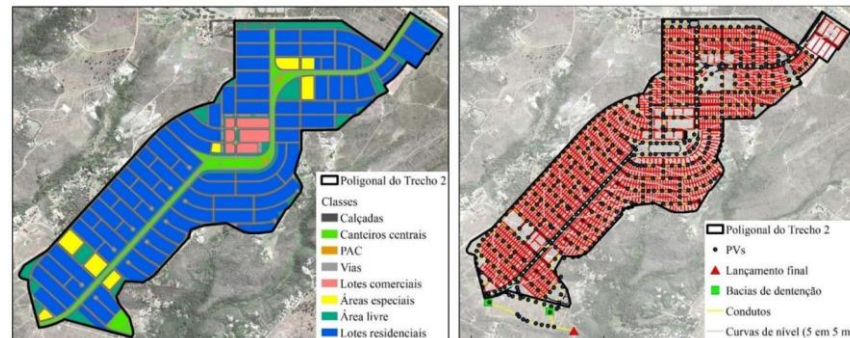 Poligonal do Trecho 2
Classes
Calçadas
Canteiros centrais
PAC
Vias
Lotes comerciais
Áreas especiais
Área livre
Lotes residenciais
Poligonal do Trecho 2
PVs
Lançamento final
Bacias de dentenção
Condutos
Curvas de nível (5 em 5 m